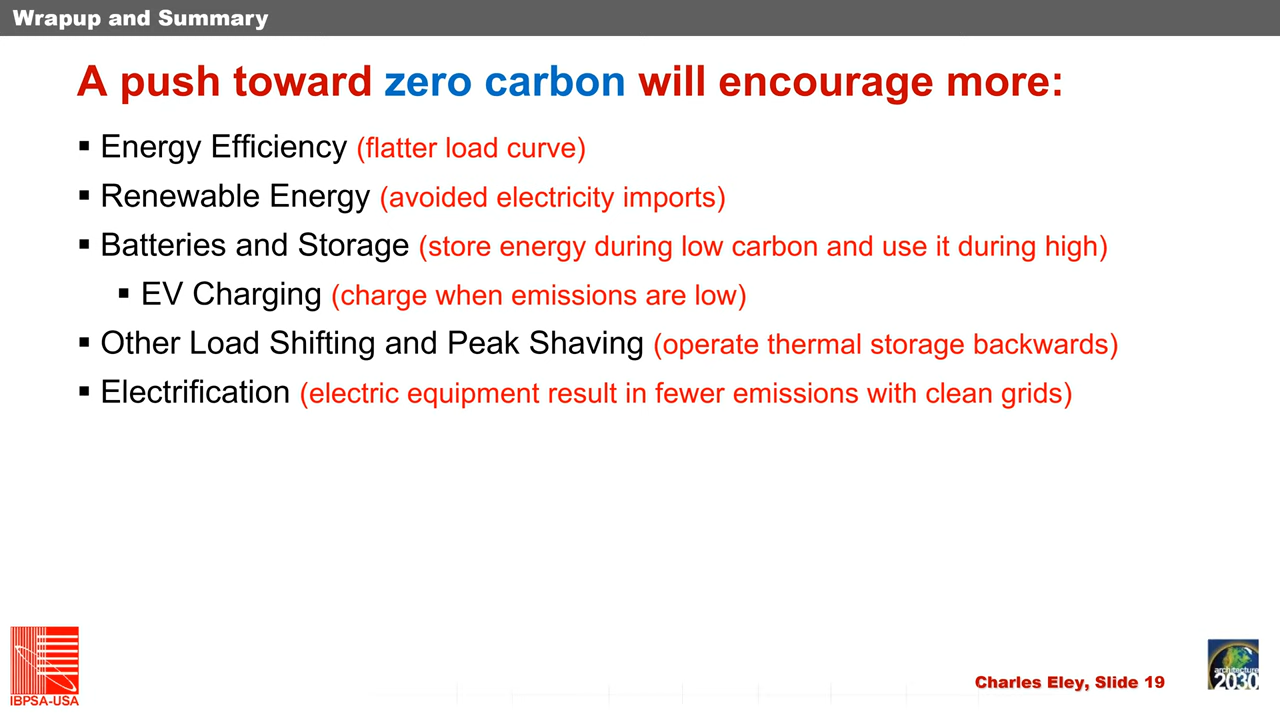 Wrapup and Summary
A push toward zero carbon will encourage more:
▪ Energy Efficiency (flatter load curve)
▪ Renewable Energy (avoided electricity imports)
▪ Batteries and Storage (store energy during low carbon and use it during high)
▪ EV Charging (charge when emissions are low)
▪ Other Load Shifting and Peak Shaving (operate thermal storage backwards)
▪ Electrification (electric equipment result in fewer emissions with clean grids)
IBPSA-USA
Charles Eley, Slide 19
architecture
2030